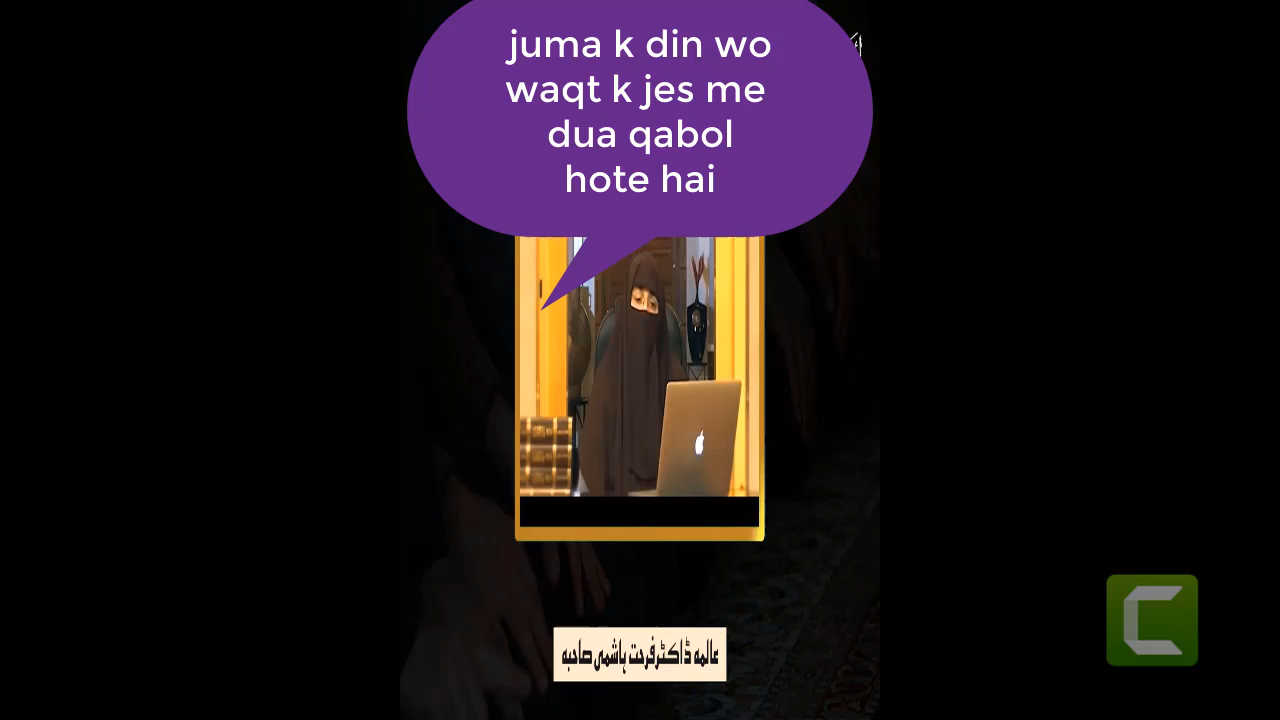 juma k din wo
waqt k jes me
dua qabol
hote hai
عالمہ ڈاکٹر فرحت ہاشمی صاحبہ